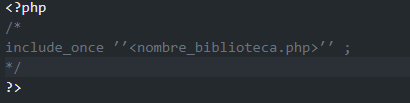 <?php
/*
include_once ’’<nombre_biblioteca.php>’’ ;
*/
?>